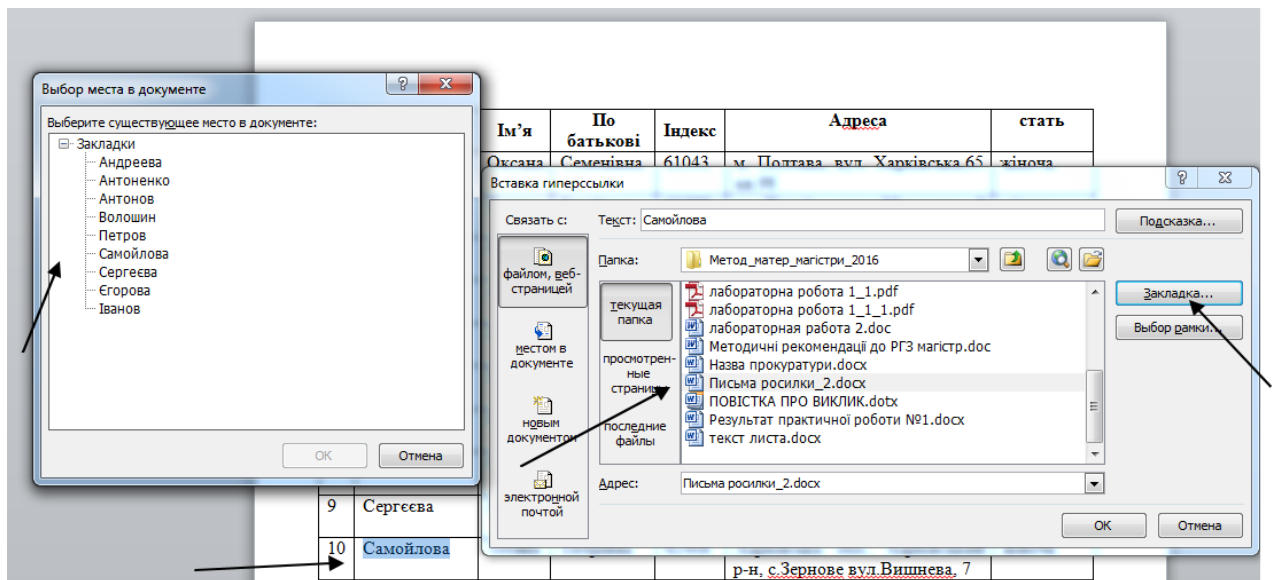 Выбор места в документе
Выберите существующее место в документе:
Закладки
Андреева
Антоненко
Антонов
Волошин
Петров
Самойлова
Сергеева
Єгорова
Іванов
ОК
Отмена
Ім’я По батькові Індекс Адреса стать
Оксана Семенівна 61043 м. Полтава, вул. Харківська 65, жіноча
Вставка гиперссылки
Связать с:
Текст: Самойлова
Подсказка...
файлом, веб-страницей
местом в документе
новым документом
электронной почтой
Папка: Метод_матер_магістри_2016
текущая папка
просмотренные страницы
последние файлы
лабораторна робота 1_1.pdf
лабораторна робота 1_1_1.pdf
лабораторная работа 2.doc
Методичні рекомендації до РГЗ магістр.doc
Назва прокуратури.docx
Письма росилки_2.docx
ПОВІСТКА ПРО ВИКЛИК.dotx
Результат практичної роботи №1.docx
текст листа.docx
Закладка...
Выбор рамки...
Адрес: Письма росилки_2.docx
ОК
Отмена
9 Сергєєва
10 Самойлова
р-н, с.Зернове вул.Вишнева, 7